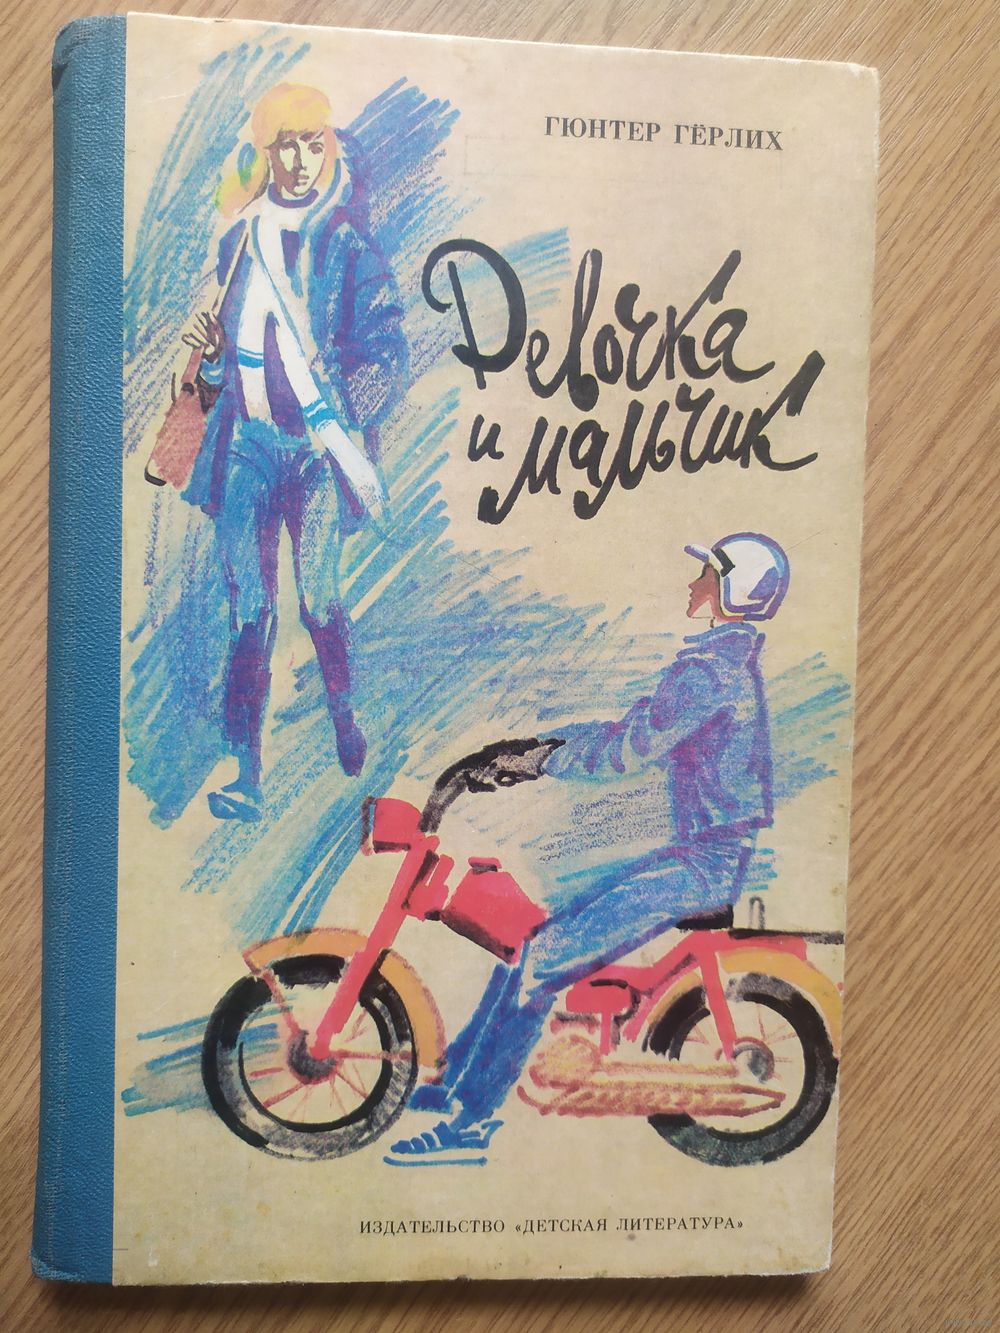 ГЮНТЕР ГЁРЛИХ
Девочка
и мальчик
ИЗДАТЕЛЬСТВО «ДЕТСКАЯ ЛИТЕРАТУРА»